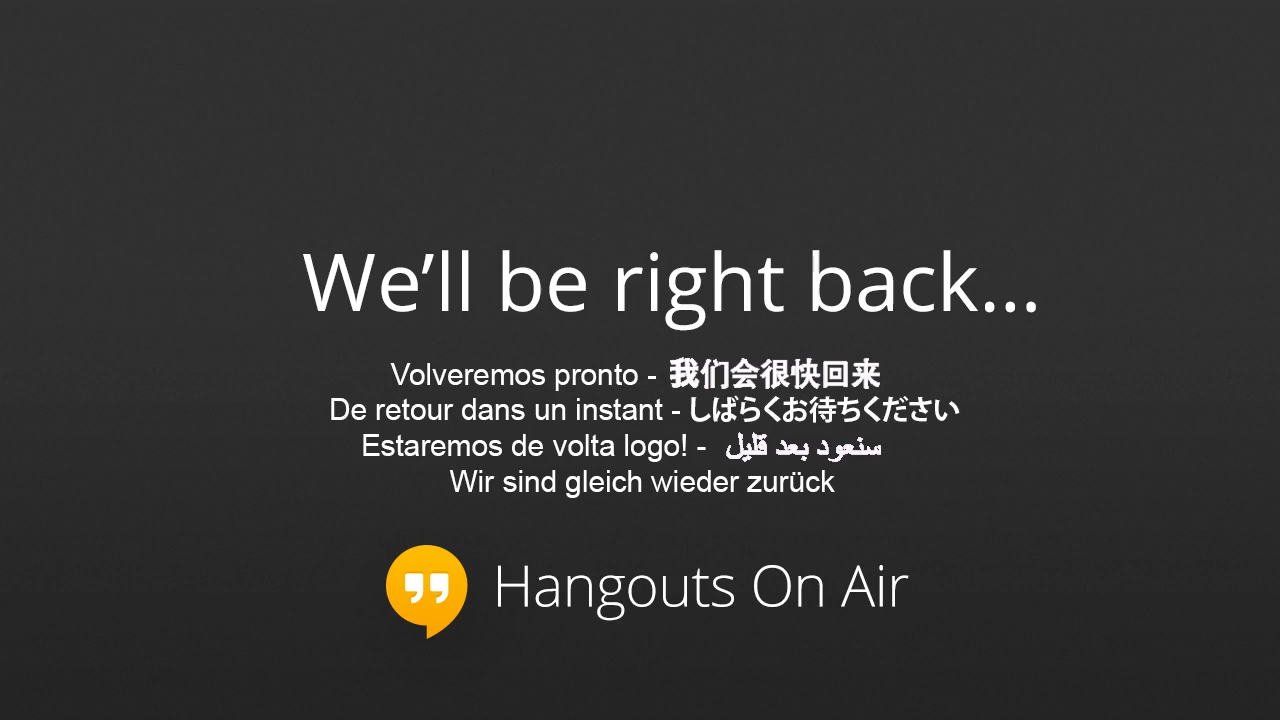 We’ll be right back...
Volveremos pronto - 我们会很快回来
De retour dans un instant - しばらくお待ちください
Estaremos de volta logo! - سنعود بعد قليل
Wir sind gleich wieder zurück
Hangouts On Air